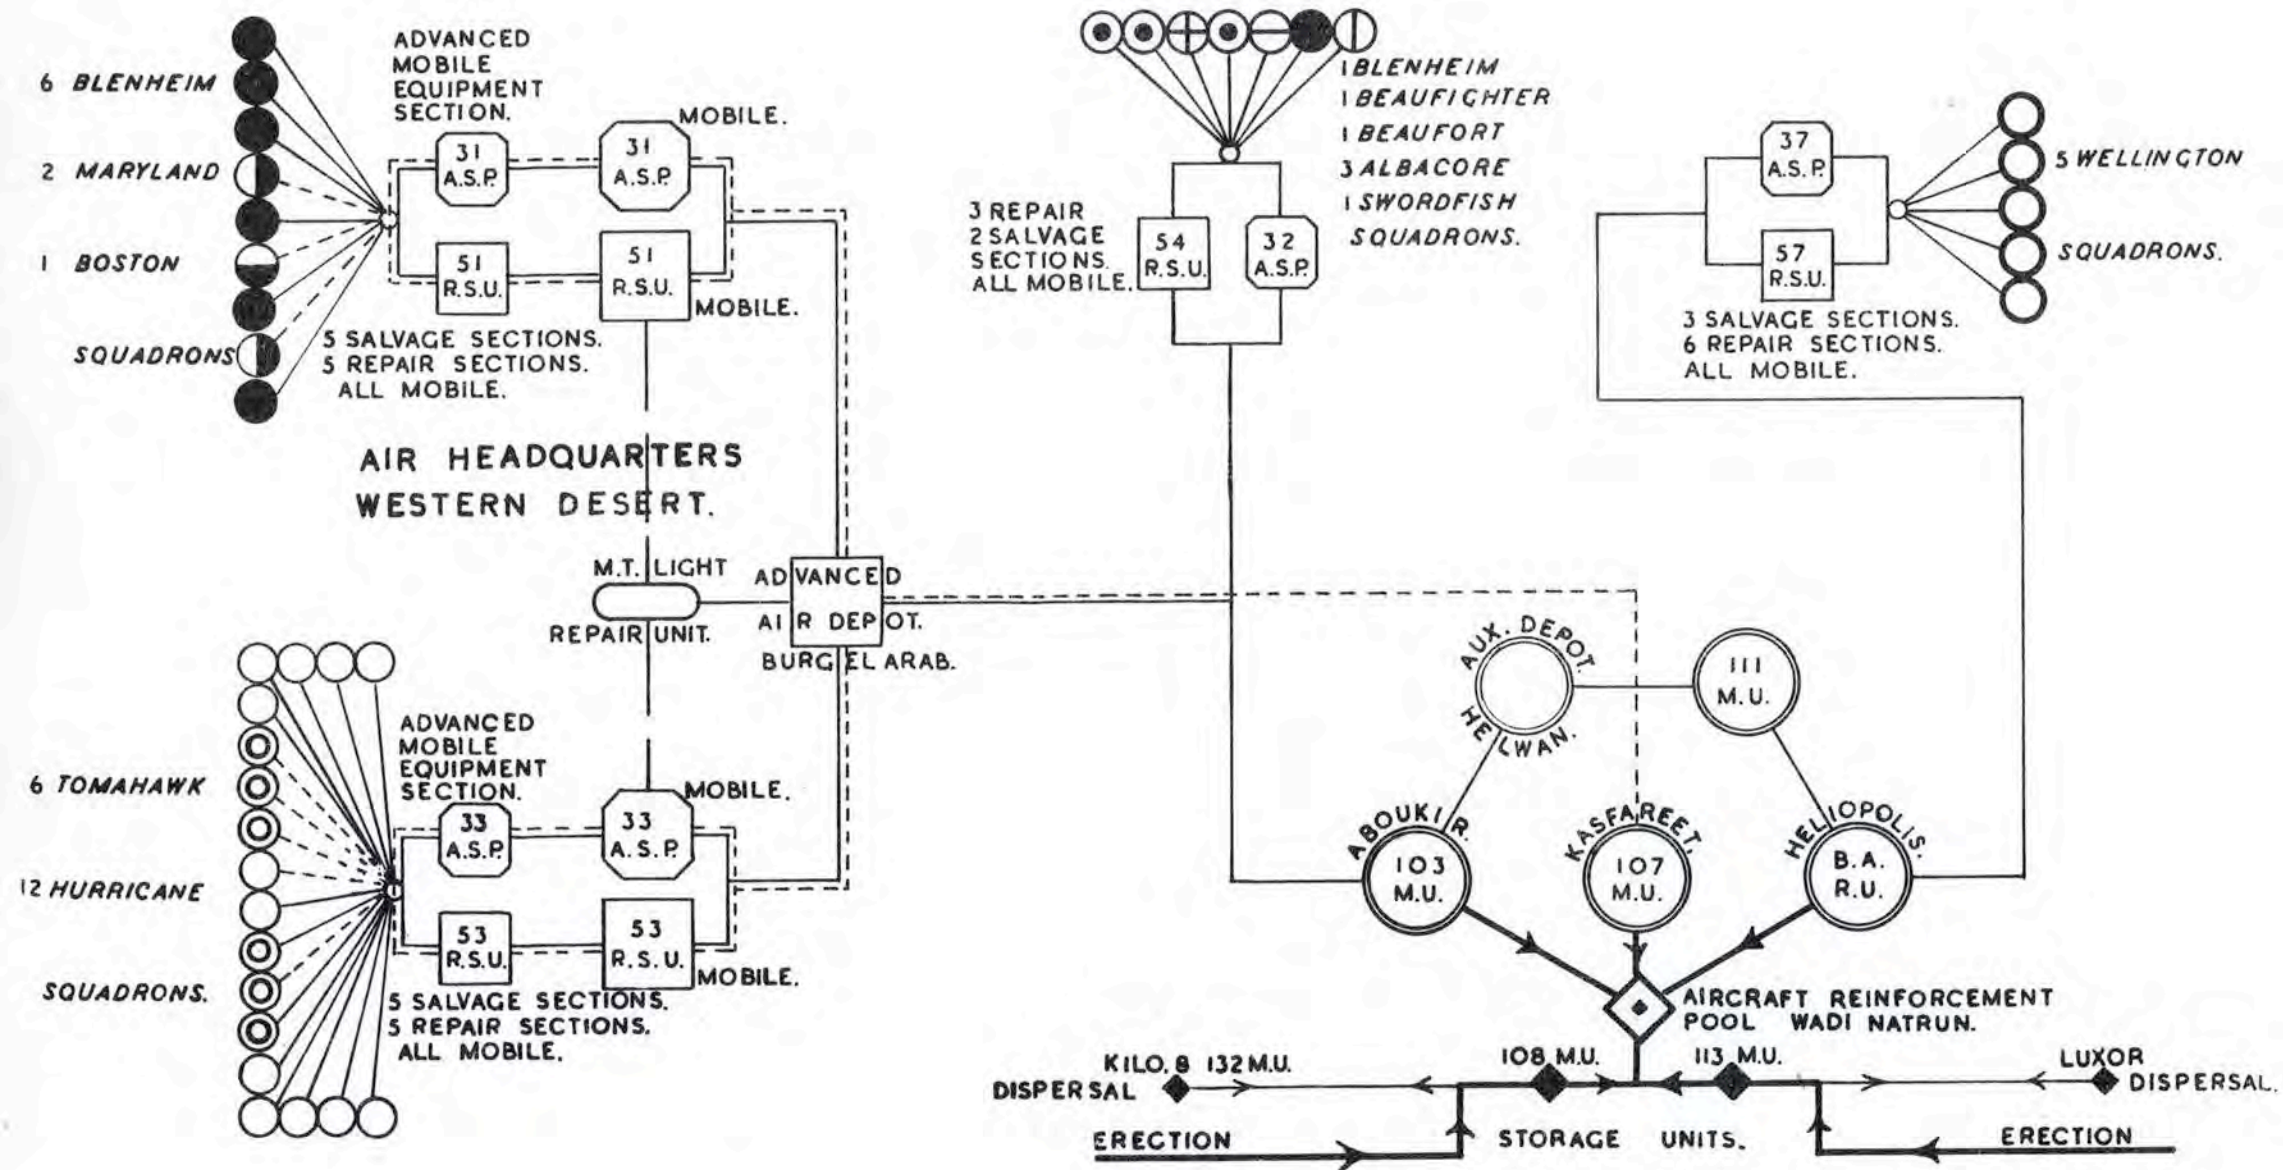 6 BLENHEIM
2 MARYLAND
1 BOSTON
SQUADRONS
ADVANCED
MOBILE
EQUIPMENT
SECTION.
31
A.S.P.
31
A.S.P.
MOBILE.
51
R.S.U.
51
R.S.U.
MOBILE.
5 SALVAGE SECTIONS.
5 REPAIR SECTIONS.
ALL MOBILE.
AIR HEADQUARTERS
WESTERN DESERT.
M.T. LIGHT
REPAIR UNIT.
ADVANCED
AIR DEPOT.
BURG EL ARAB.
6 TOMAHAWK
12 HURRICANE
SQUADRONS.
ADVANCED
MOBILE
EQUIPMENT
SECTION.
33
A.S.P.
33
A.S.P.
MOBILE.
53
R.S.U.
53
R.S.U.
MOBILE.
5 SALVAGE SECTIONS.
5 REPAIR SECTIONS.
ALL MOBILE.
1 BLENHEIM
1 BEAUFIGHTER
1 BEAUFORT
3 ALBACORE
1 SWORDFISH
SQUADRONS.
3 REPAIR
2 SALVAGE
SECTIONS.
ALL MOBILE.
54
R.S.U.
32
A.S.P.
37
A.S.P.
57
R.S.U.
5 WELLINGTON
SQUADRONS.
3 SALVAGE SECTIONS.
6 REPAIR SECTIONS.
ALL MOBILE.
AUX. DEPOT.
HELWAN.
111
M.U.
ABOUKIR.
103
M.U.
KASFAREET.
107
M.U.
HELIOPOLIS.
B.A.
R.U.
AIRCRAFT REINFORCEMENT
POOL WADI NATRUN.
KILO. 8 132 M.U.
DISPERSAL
108 M.U.
113 M.U.
LUXOR
DISPERSAL.
ERECTION
STORAGE UNITS.
ERECTION